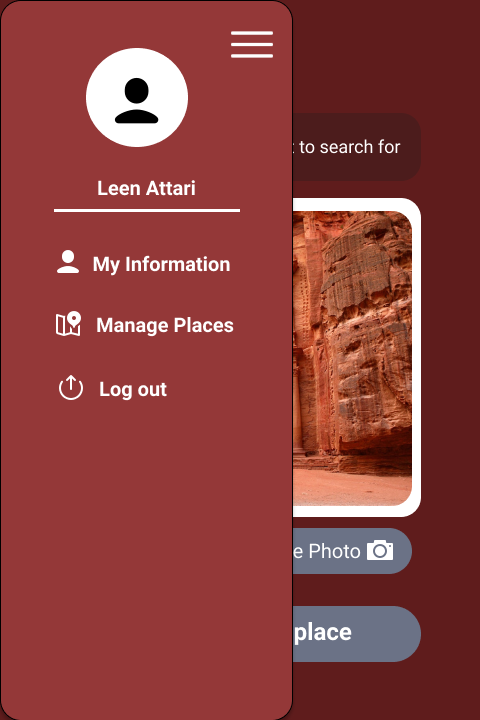 to search for
Leen Attari
My Information
Manage Places
Log out
e Photo
place